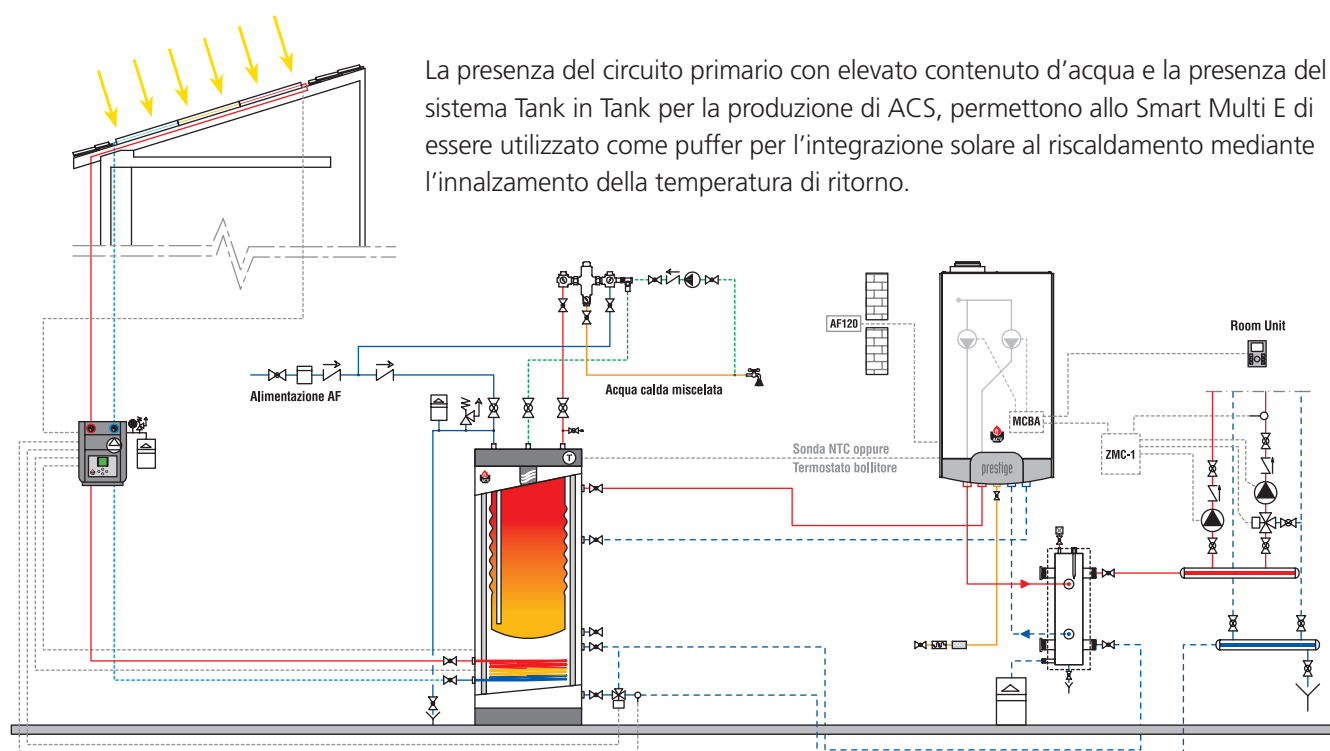 La presenza del circuito primario con elevato contenuto d’acqua e la presenza del
sistema Tank in Tank per la produzione di ACS, permettono allo Smart Multi E di
essere utilizzato come puffer per l’integrazione solare al riscaldamento mediante
l’innalzamento della temperatura di ritorno.
AF120
Room Unit
Alimentazione AF
Acqua calda miscelata
MCBA
ZMC-1
Sonda NTC oppure
Termostato bollitore
T
prestige